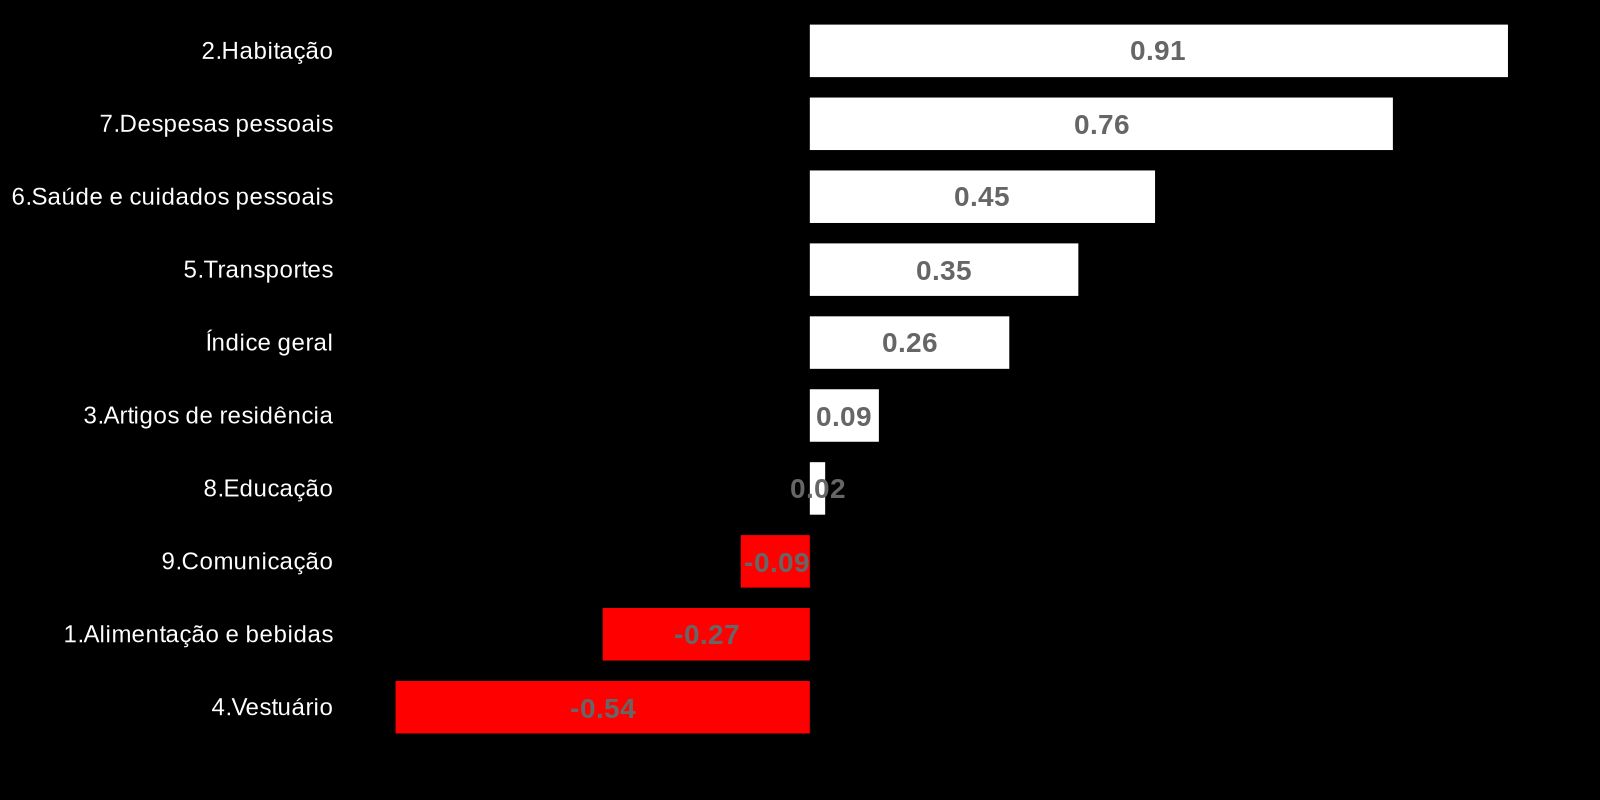 2.Habitação 0.91
7.Despesas pessoais 0.76
6.Saúde e cuidados pessoais 0.45
5.Transportes 0.35
Índice geral 0.26
3.Artigos de residência 0.09
8.Educação 0.02
9.Comunicação -0.09
1.Alimentação e bebidas -0.27
4.Vestuário -0.54